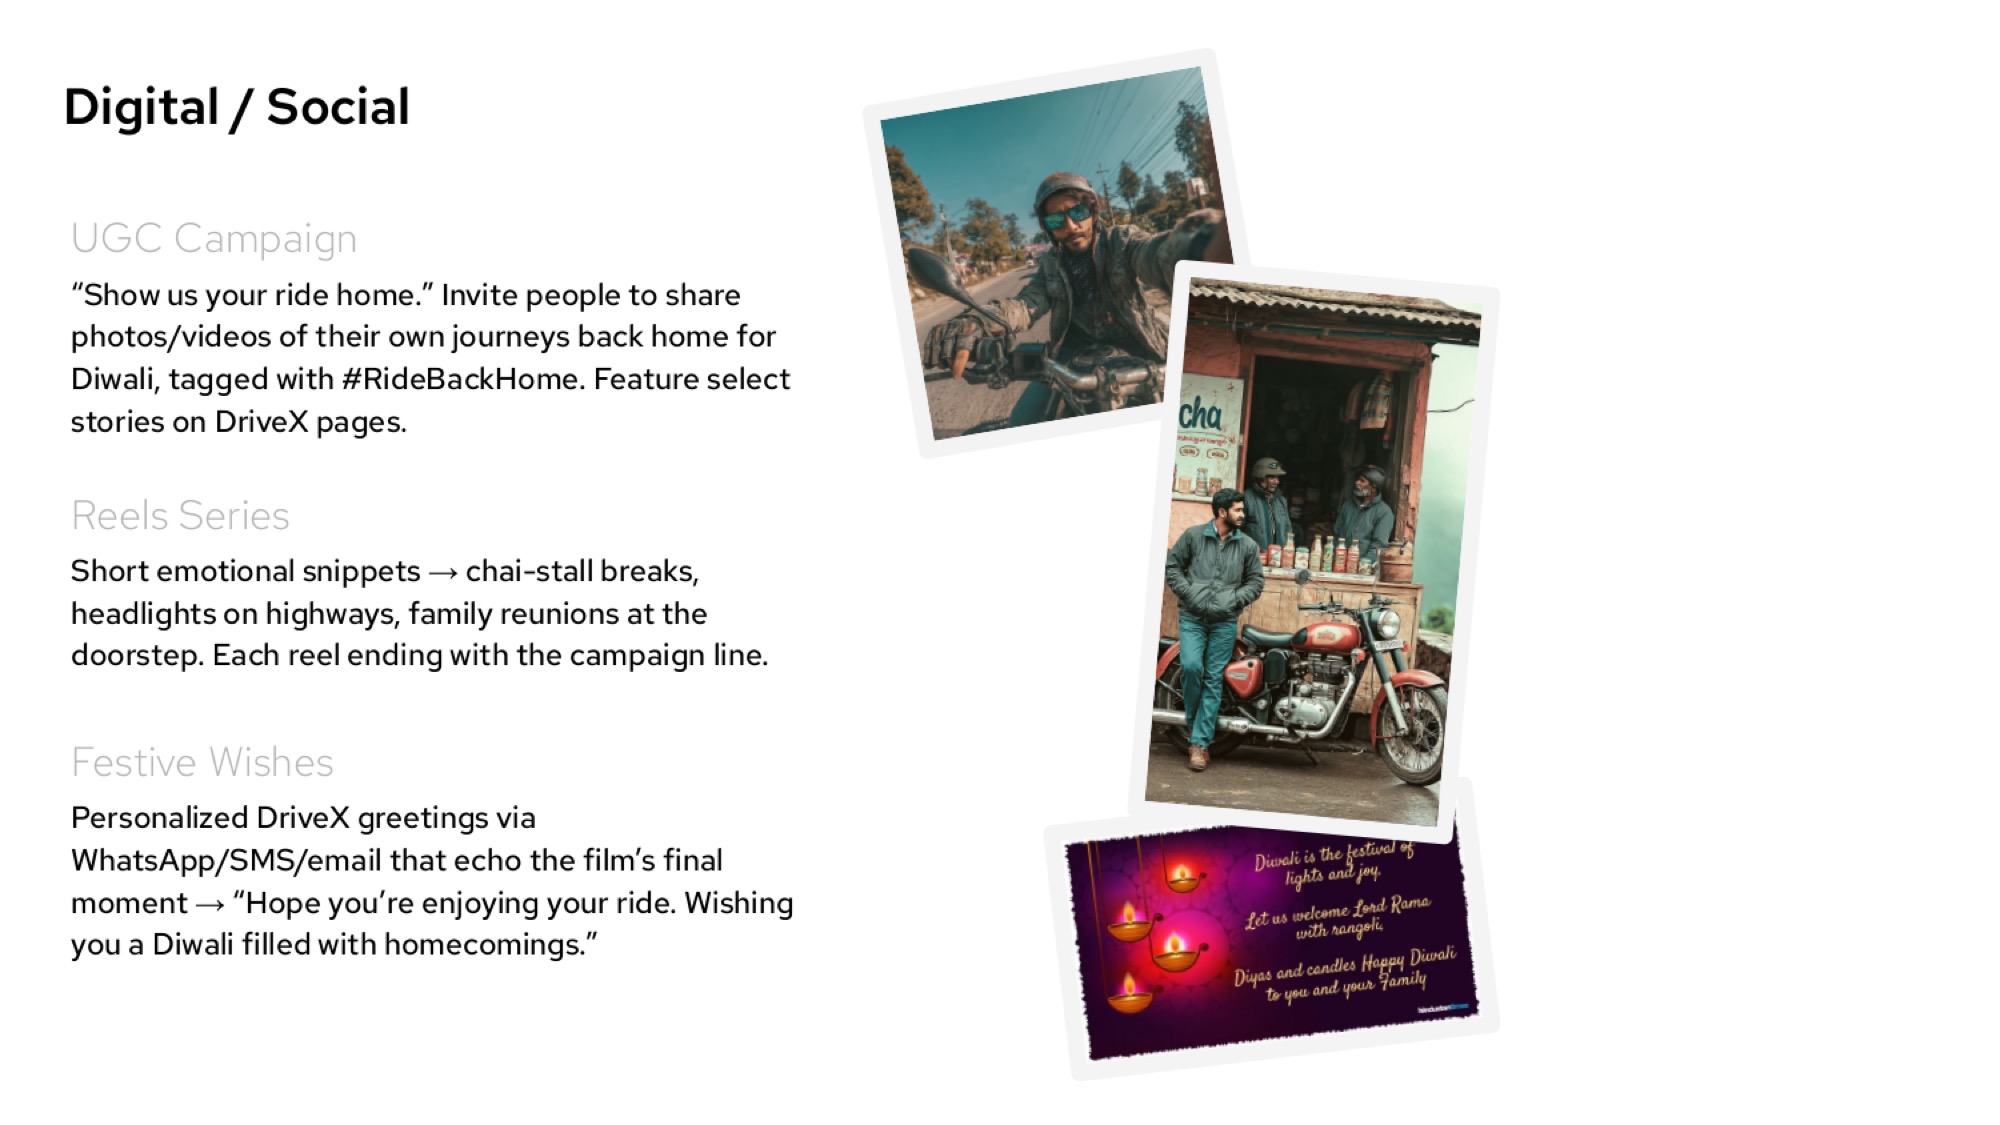 Digital / Social
UGC Campaign
“Show us your ride home.” Invite people to share
photos/videos of their own journeys back home for
Diwali, tagged with #RideBackHome. Feature select
stories on DriveX pages.
Reels Series
Short emotional snippets → chai-stall breaks,
headlights on highways, family reunions at the
doorstep. Each reel ending with the campaign line.
Festive Wishes
Personalized DriveX greetings via
WhatsApp/SMS/email that echo the film’s final
moment → “Hope you’re enjoying your ride. Wishing
you a Diwali filled with homecomings.”
cha
Diwali is the festival of
lights and joy,
Let us welcome Lord Rama
with rangoli,
Diyas and candles Happy Diwali
to you and your Family